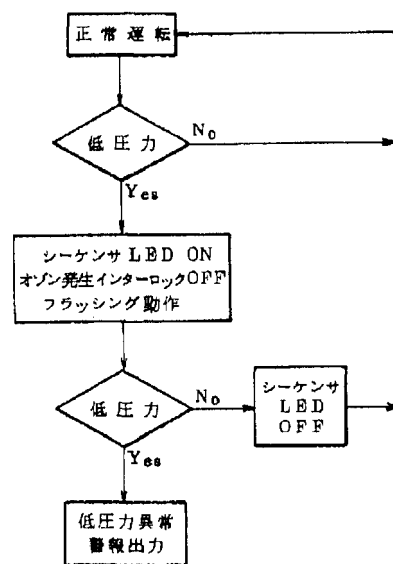 正常運転
低圧力
No
Yes
シーケンサ LED ON
オゾン発生インターロックOFF
フラッシング動作
低圧力
No
シーケンサ
LED
OFF
Yes
低圧力異常
警報出力